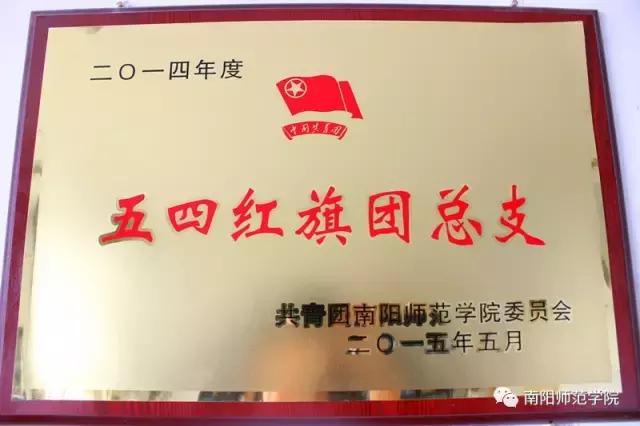 二〇一四年度
中国共青团
五四红旗团总支
共青团南阳师范学院委员会
二〇一五年五月
南阳师范学院